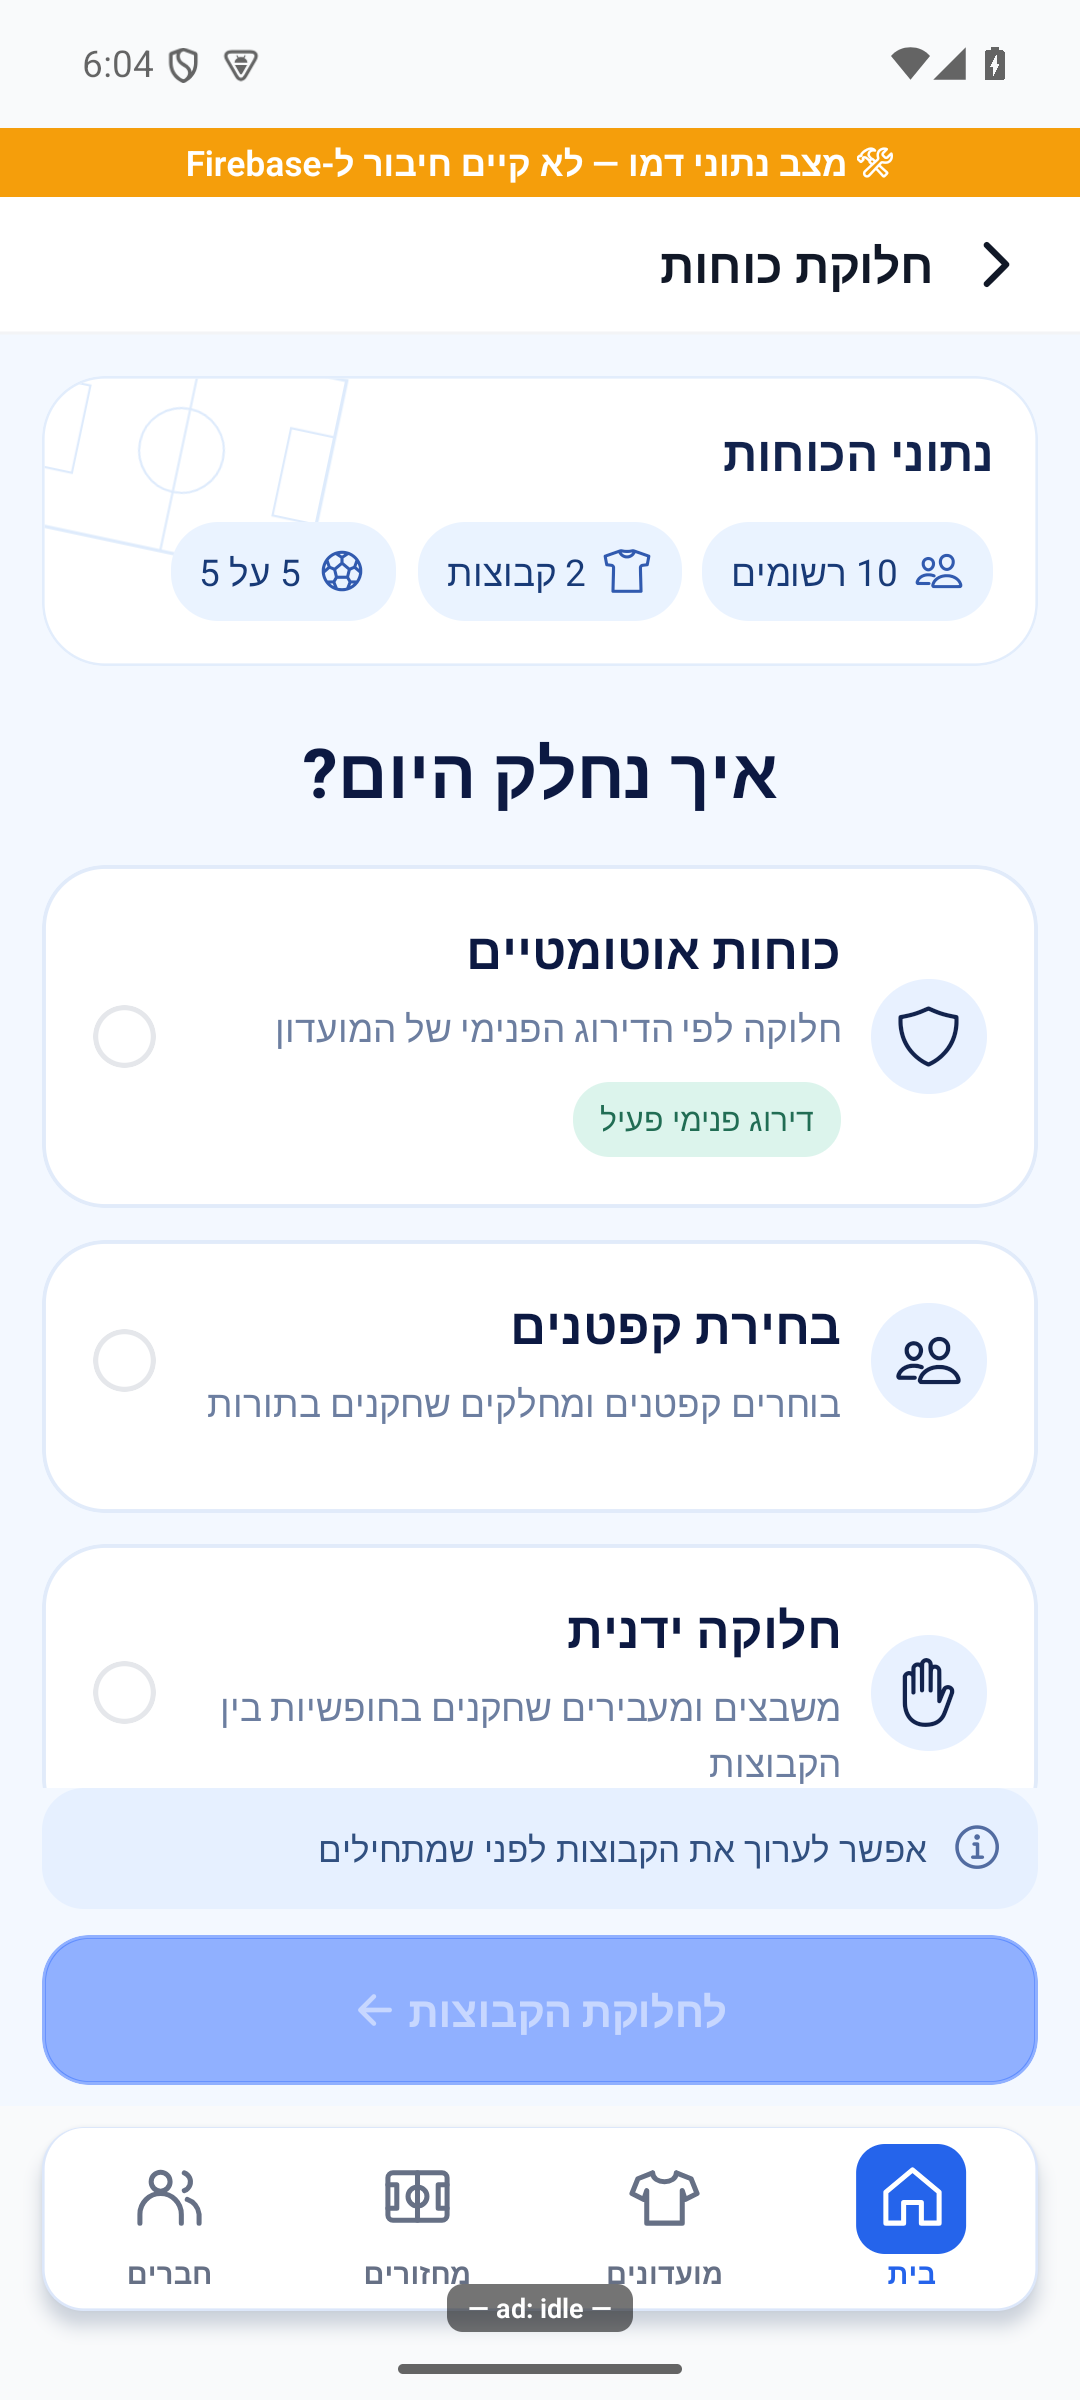 6:04
🛠 מצב נתוני דמו — לא קיים חיבור ל-Firebase
חלוקת כוחות
נתוני הכוחות
10 רשומים
2 קבוצות
5 על 5
איך נחלק היום?
כוחות אוטומטיים
חלוקה לפי הדירוג הפנימי של המועדון
דירוג פנימי פעיל
בחירת קפטנים
בוחרים קפטנים ומחלקים שחקנים בתורות
חלוקה ידנית
משבצים ומעבירים שחקנים בחופשיות בין
הקבוצות
אפשר לערוך את הקבוצות לפני שמתחילים
לחלוקת הקבוצות ←
בית
מועדונים
מחזורים
חברים
— ad: idle —